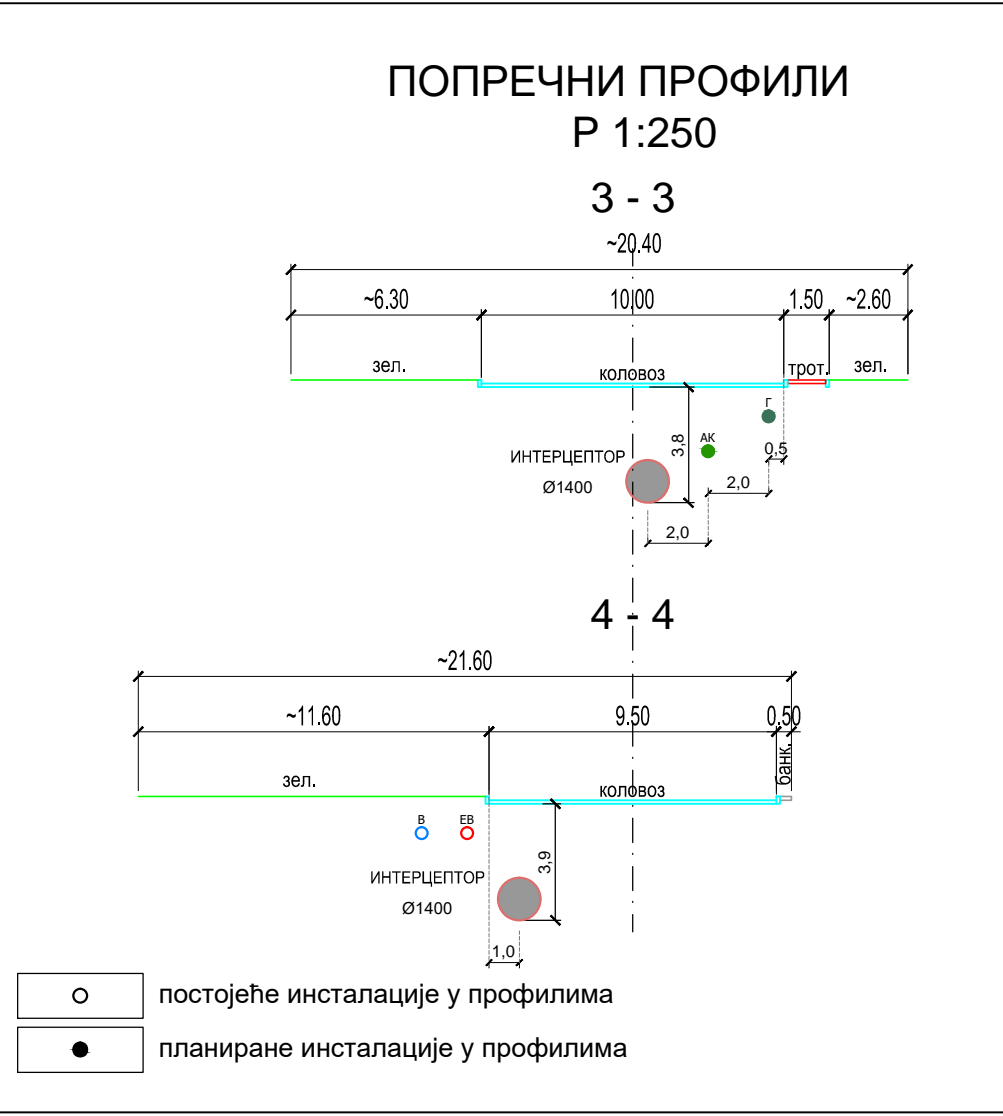 ПОПРЕЧНИ ПРОФИЛИ
Р 1:250
3 - 3
~20.40
~6.30 10.00 1.50 ~2.60
зел. коловоз трот. зел.
Г
АК
3,8
0,5
ИНТЕРЦЕПТОР
Ø1400
2,0
2,0
4 - 4
~21.60
~11.60 9.50 0.50
зел. коловоз банк.
В ЕВ
3,9
ИНТЕРЦЕПТОР
Ø1400
1,0
постојеће инсталације у профилима
планиране инсталације у профилима